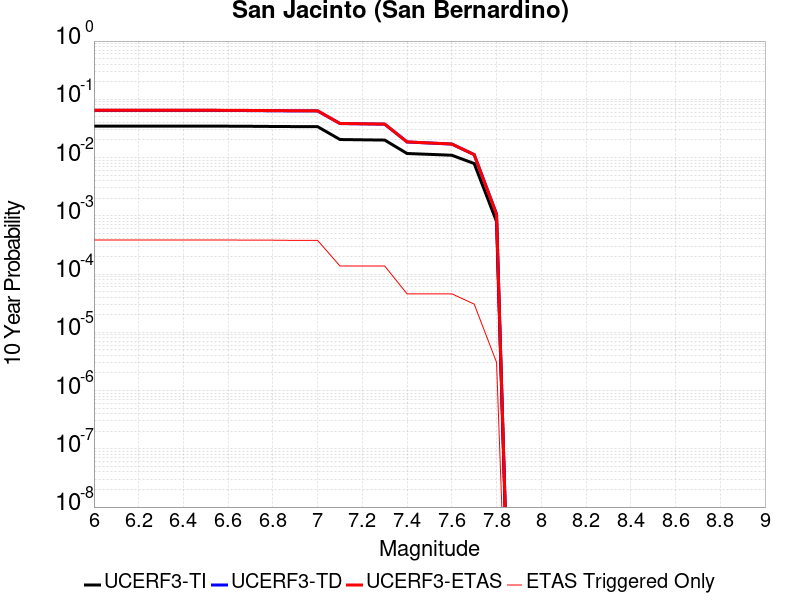 San Jacinto (San Bernardino)
10 0
10 -1
10 -2
10 -3
10 -4
10 -5
10 -6
10 -7
10 -8
10 Year Probability
6 6.2 6.4 6.6 6.8 7 7.2 7.4 7.6 7.8 8 8.2 8.4 8.6 8.8 9
Magnitude
UCERF3-TI UCERF3-TD UCERF3-ETAS ETAS Triggered Only